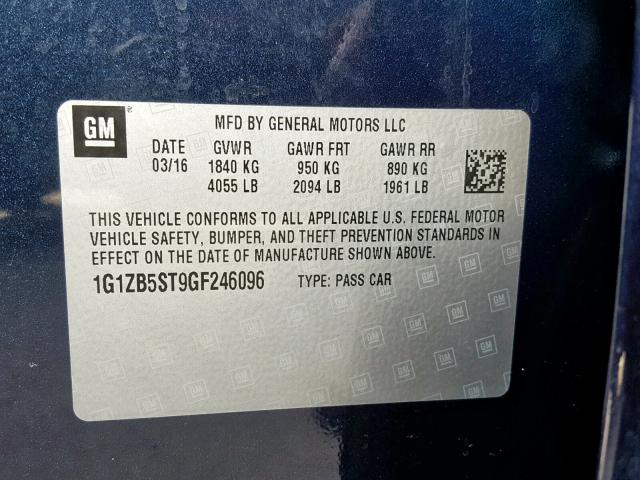 GM
MFD BY GENERAL MOTORS LLC
DATE GVWR GAWR FRT GAWR RR
03/16 1840 KG 950 KG 890 KG
4055 LB 2094 LB 1961 LB
THIS VEHICLE CONFORMS TO ALL APPLICABLE U.S. FEDERAL MOTOR
VEHICLE SAFETY, BUMPER, AND THEFT PREVENTION STANDARDS IN
EFFECT ON THE DATE OF MANUFACTURE SHOWN ABOVE.
1G1ZB5ST9GF246096 TYPE: PASS CAR